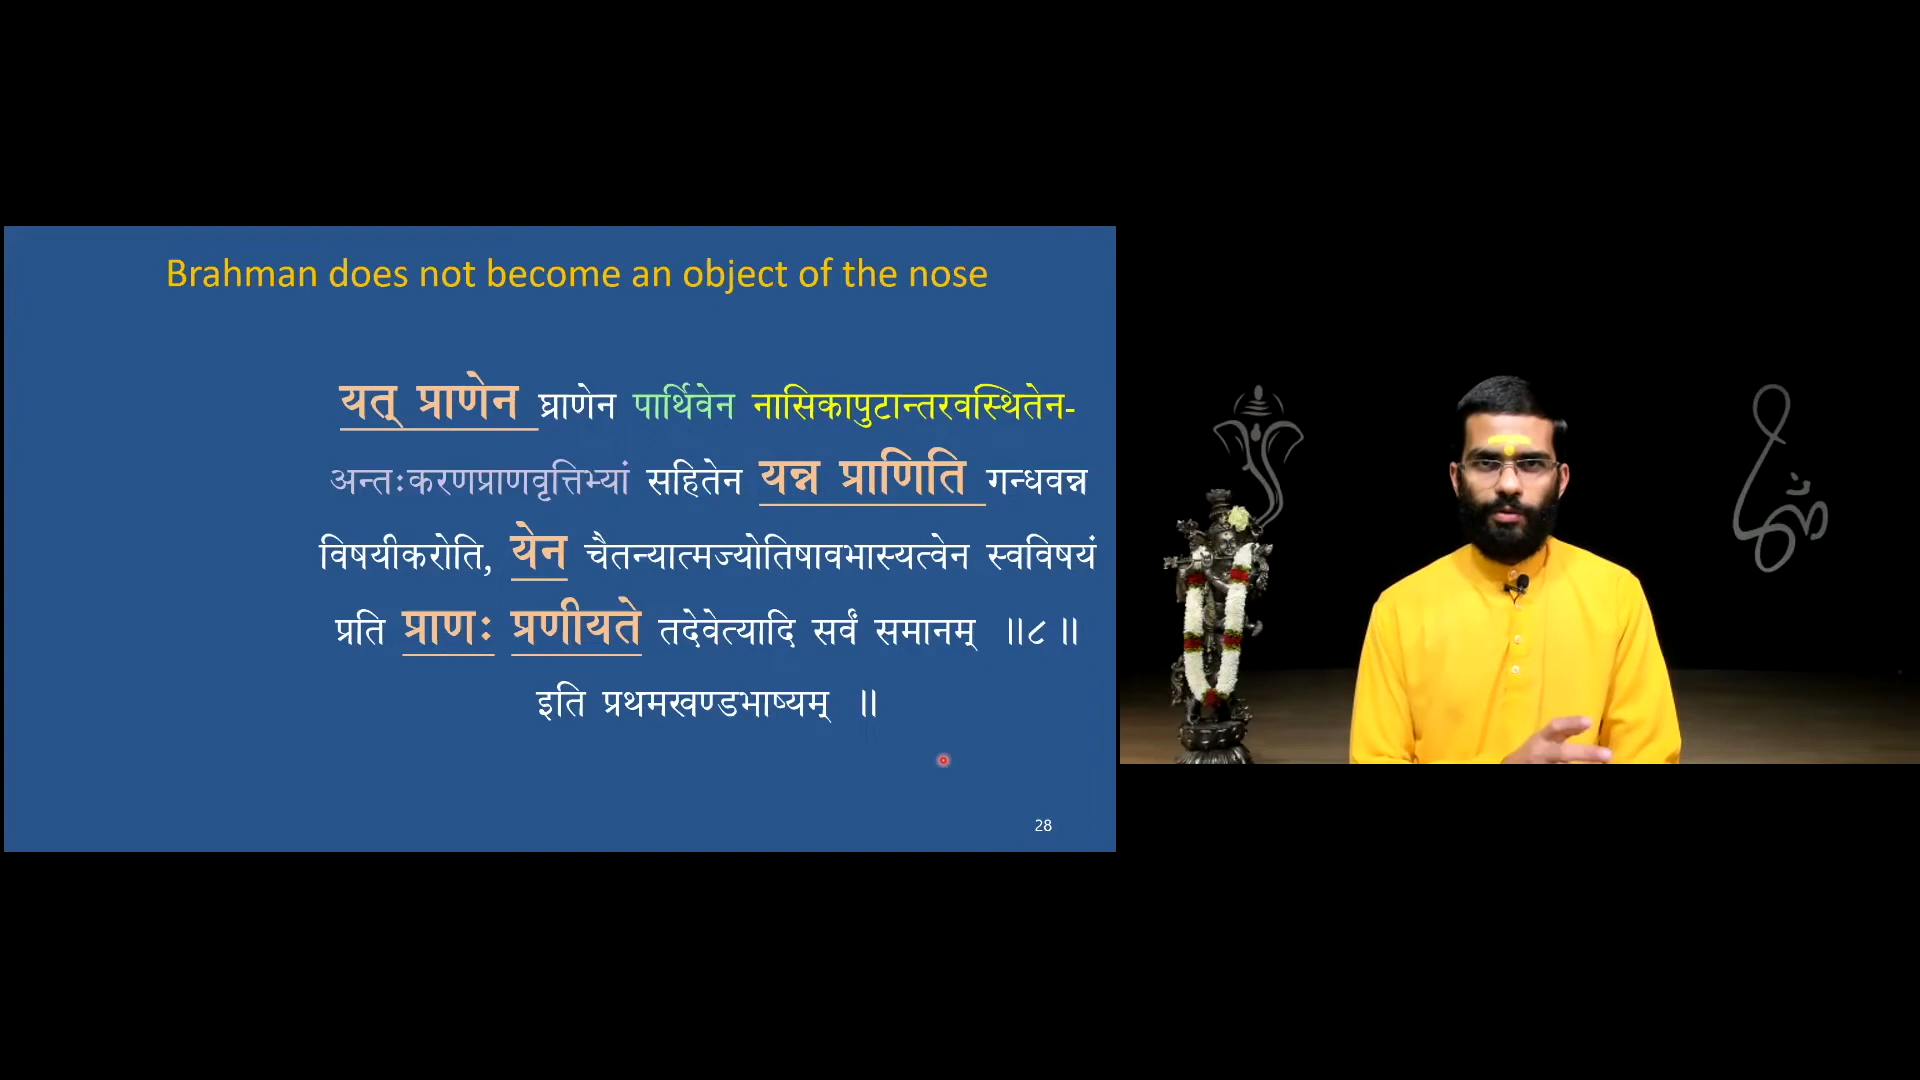 Brahman does not become an object of the nose
यत् प्राणेन घ्राणेन पार्थिवेन नासिकापुटान्तरवस्थितेन-
अन्तःकरणप्राणवृत्तिभ्यां सहितेन यन्न प्राणिति गन्धवन्न
विषयीकरोति, येन चैतन्यात्मज्योतिषावभास्यत्वेन स्वविषयं
प्रति प्राणः प्रणीयते तदेवेत्यादि सर्वं समानम् ॥८॥
इति प्रथमखण्डभाष्यम् ॥
28